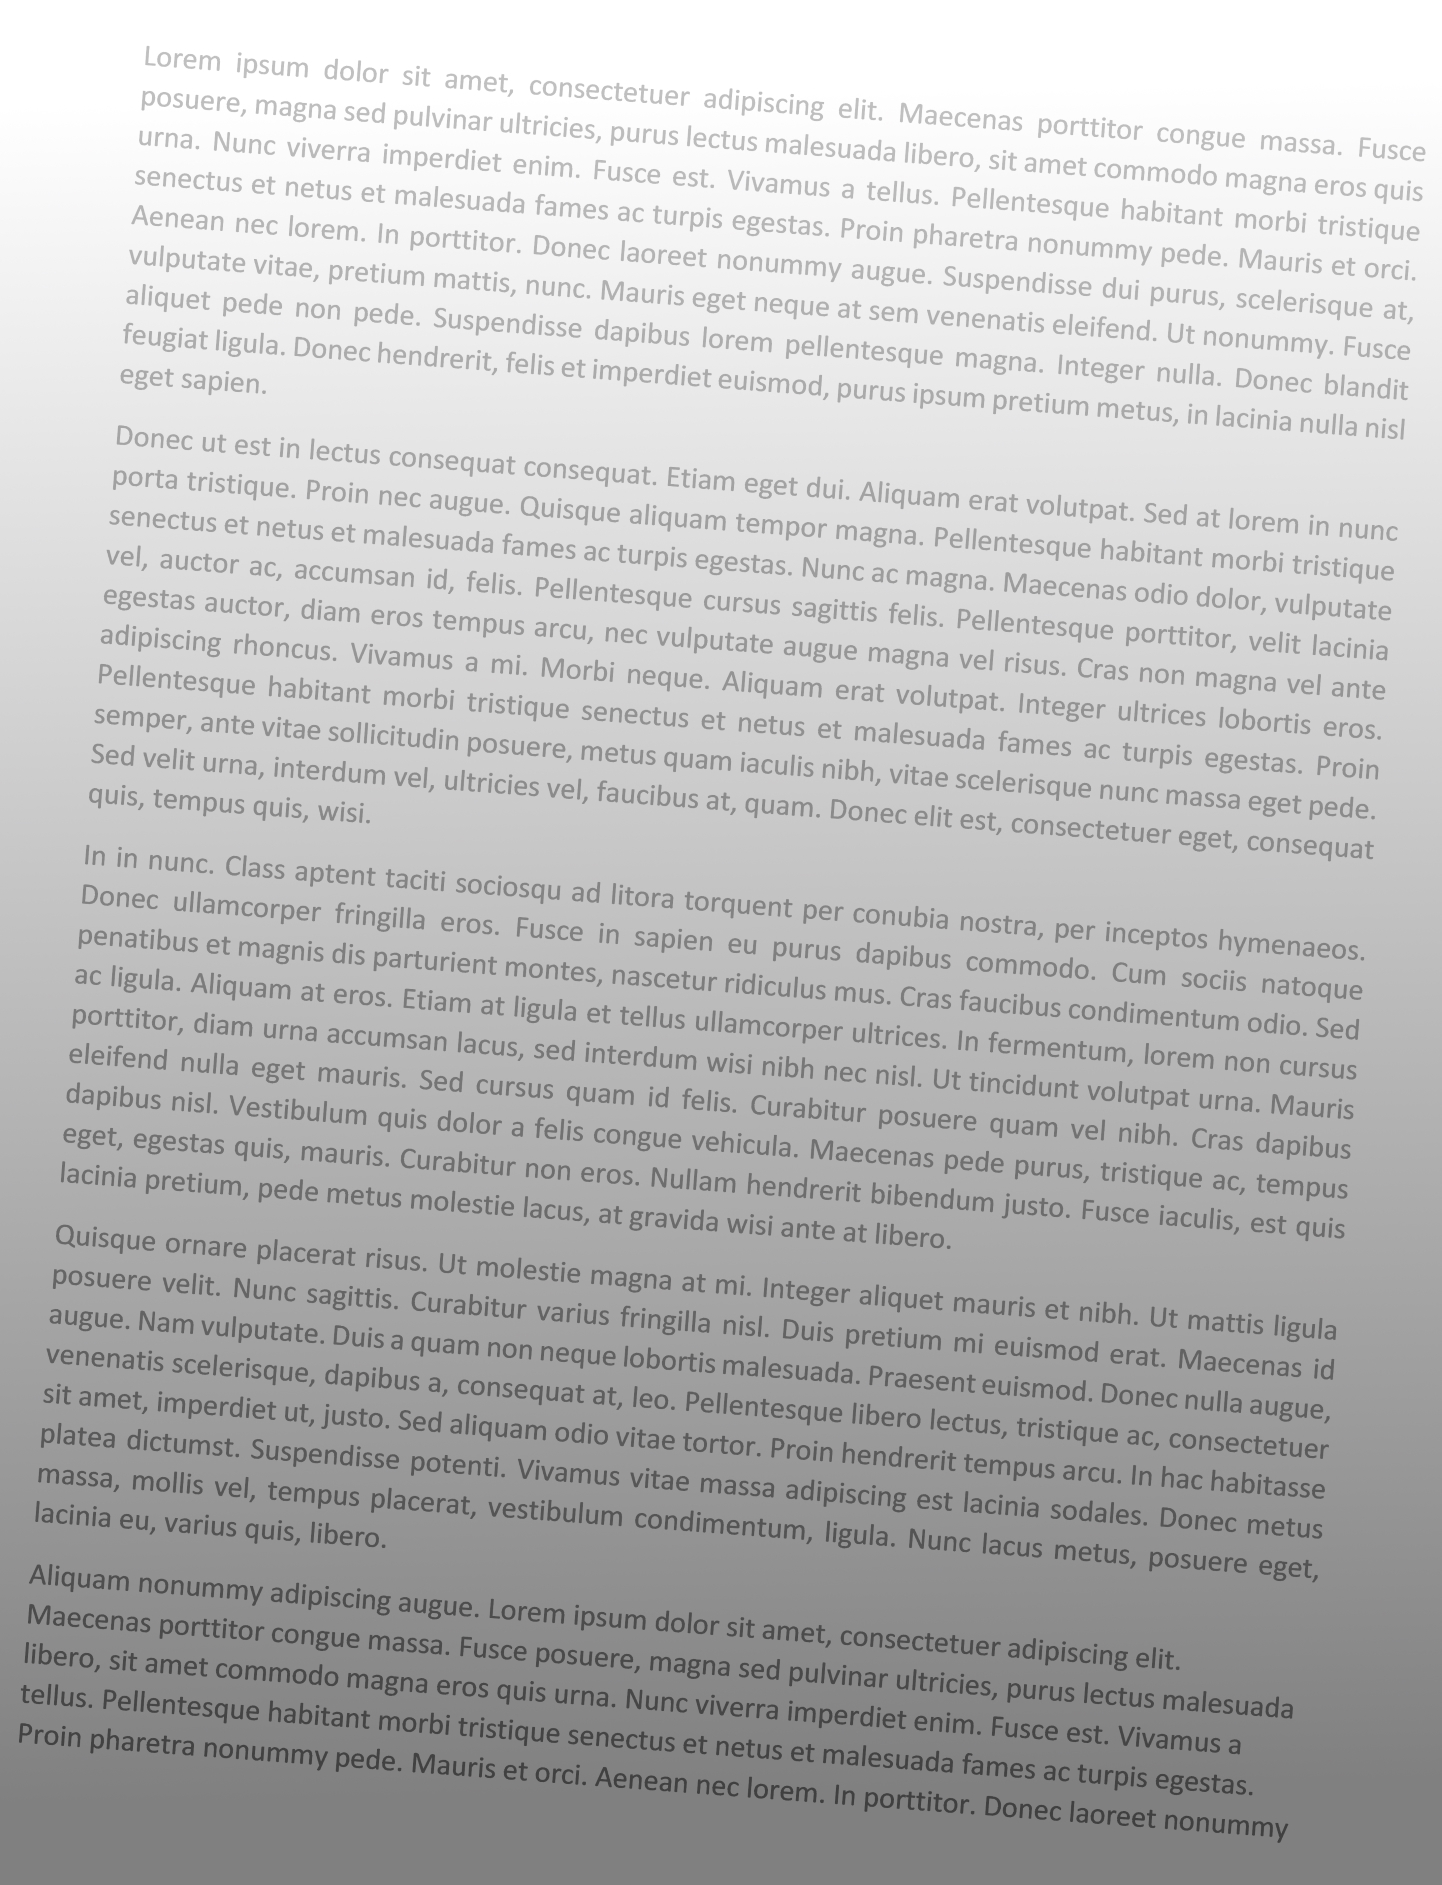 Lorem ipsum dolor sit amet, consectetuer adipiscing elit. Maecenas porttitor congue massa. Fusce
posuere, magna sed pulvinar ultricies, purus lectus malesuada libero, sit amet commodo magna eros quis
urna. Nunc viverra imperdiet enim. Fusce est. Vivamus a tellus. Pellentesque habitant morbi tristique
senectus et netus et malesuada fames ac turpis egestas. Proin pharetra nonummy pede. Mauris et orci.
Aenean nec lorem. In porttitor. Donec laoreet nonummy augue. Suspendisse dui purus, scelerisque at,
vulputate vitae, pretium mattis, nunc. Mauris eget neque at sem venenatis eleifend. Ut nonummy. Fusce
aliquet pede non pede. Suspendisse dapibus lorem pellentesque magna. Integer nulla. Donec blandit
feugiat ligula. Donec hendrerit, felis et imperdiet euismod, purus ipsum pretium metus, in lacinia nulla nisl
eget sapien.
Donec ut est in lectus consequat consequat. Etiam eget dui. Aliquam erat volutpat. Sed at lorem in nunc
porta tristique. Proin nec augue. Quisque aliquam tempor magna. Pellentesque habitant morbi tristique
senectus et netus et malesuada fames ac turpis egestas. Nunc ac magna. Maecenas odio dolor, vulputate
vel, auctor ac, accumsan id, felis. Pellentesque cursus sagittis felis. Pellentesque porttitor, velit lacinia
egestas auctor, diam eros tempus arcu, nec vulputate augue magna vel risus. Cras non magna vel ante
adipiscing rhoncus. Vivamus a mi. Morbi neque. Aliquam erat volutpat. Integer ultrices lobortis eros.
Pellentesque habitant morbi tristique senectus et netus et malesuada fames ac turpis egestas. Proin
semper, ante vitae sollicitudin posuere, metus quam iaculis nibh, vitae scelerisque nunc massa eget pede.
Sed velit urna, interdum vel, ultricies vel, faucibus at, quam. Donec elit est, consectetuer eget, consequat
quis, tempus quis, wisi.
In in nunc. Class aptent taciti sociosqu ad litora torquent per conubia nostra, per inceptos hymenaeos.
Donec ullamcorper fringilla eros. Fusce in sapien eu purus dapibus commodo. Cum sociis natoque
penatibus et magnis dis parturient montes, nascetur ridiculus mus. Cras faucibus condimentum odio. Sed
ac ligula. Aliquam at eros. Etiam at ligula et tellus ullamcorper ultrices. In fermentum, lorem non cursus
porttitor, diam urna accumsan lacus, sed interdum wisi nibh nec nisl. Ut tincidunt volutpat urna. Mauris
eleifend nulla eget mauris. Sed cursus quam id felis. Curabitur posuere quam vel nibh. Cras dapibus
dapibus nisl. Vestibulum quis dolor a felis congue vehicula. Maecenas pede purus, tristique ac, tempus
eget, egestas quis, mauris. Curabitur non eros. Nullam hendrerit bibendum justo. Fusce iaculis, est quis
lacinia pretium, pede metus molestie lacus, at gravida wisi ante at libero.
Quisque ornare placerat risus. Ut molestie magna at mi. Integer aliquet mauris et nibh. Ut mattis ligula
posuere velit. Nunc sagittis. Curabitur varius fringilla nisl. Duis pretium mi euismod erat. Maecenas id
augue. Nam vulputate. Duis a quam non neque lobortis malesuada. Praesent euismod. Donec nulla augue,
venenatis scelerisque, dapibus a, consequat at, leo. Pellentesque libero lectus, tristique ac, consectetuer
sit amet, imperdiet ut, justo. Sed aliquam odio vitae tortor. Proin hendrerit tempus arcu. In hac habitasse
platea dictumst. Suspendisse potenti. Vivamus vitae massa adipiscing est lacinia sodales. Donec metus
massa, mollis vel, tempus placerat, vestibulum condimentum, ligula. Nunc lacus metus, posuere eget,
lacinia eu, varius quis, libero.
Aliquam nonummy adipiscing augue. Lorem ipsum dolor sit amet, consectetuer adipiscing elit.
Maecenas porttitor congue massa. Fusce posuere, magna sed pulvinar ultricies, purus lectus malesuada
libero, sit amet commodo magna eros quis urna. Nunc viverra imperdiet enim. Fusce est. Vivamus a
tellus. Pellentesque habitant morbi tristique senectus et netus et malesuada fames ac turpis egestas.
Proin pharetra nonummy pede. Mauris et orci. Aenean nec lorem. In porttitor. Donec laoreet nonummy